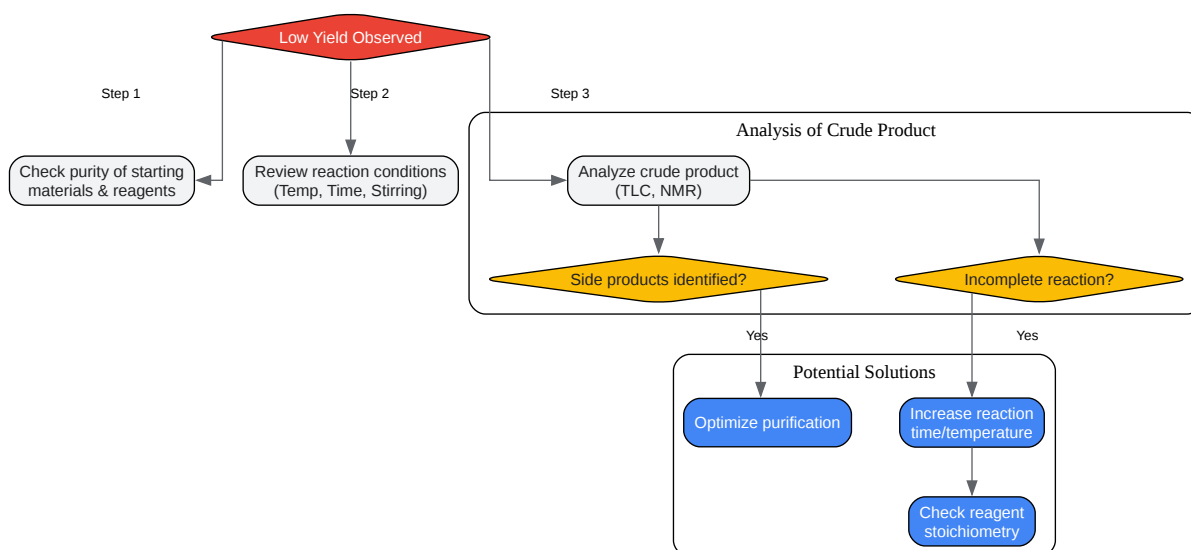 Low Yield Observed
Step 1
Step 2
Step 3
Analysis of Crude Product
Check purity of starting
materials & reagents
Review reaction conditions
(Temp, Time, Stirring)
Analyze crude product
(TLC, NMR)
Side products identified?
Incomplete reaction?
Yes
Yes
Potential Solutions
Optimize purification
Increase reaction
time/temperature
Check reagent
stoichiometry